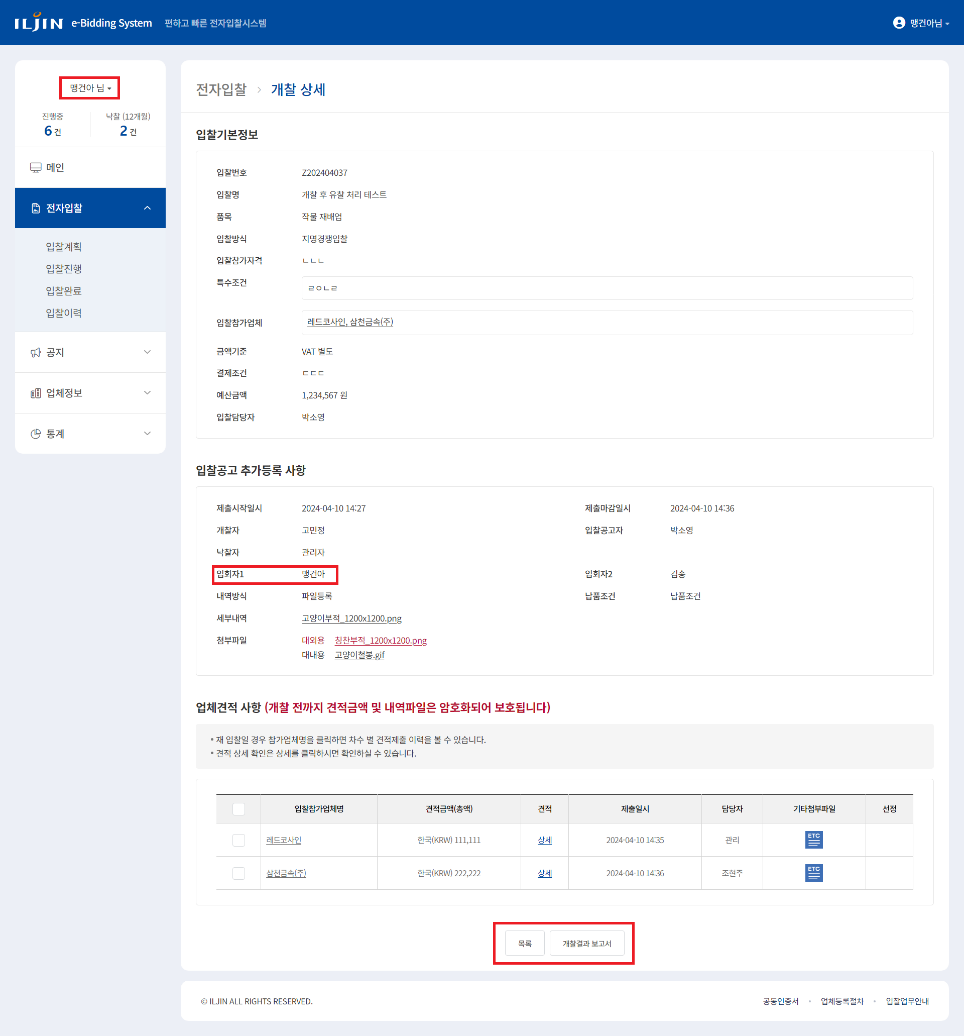 ILJIN e-Bidding System 편하고 빠른 전자입찰시스템 맹건아님
맹건아 님
진행중 낙찰 (12개월)
6 건 2 건
메인
전자입찰
입찰계획
입찰진행
입찰완료
입찰이력
공지
업체정보
통계
전자입찰 > 개찰 상세
입찰기본정보
입찰번호 Z202404037
입찰명 개찰 후 유찰 처리 테스트
품목 작물 재배업
입찰방식 지명경쟁입찰
입찰참가자격 ㄴㄴㄴ
특수조건 ㄹㅇㄴㄹ
입찰참가업체 레드코사인, 삼천금속(주)
금액기준 VAT 별도
결제조건 ㄷㄷㄷ
예산금액 1,234,567 원
입찰담당자 박소영
입찰공고 추가등록 사항
제출시작일시 2024-04-10 14:27 제출마감일시 2024-04-10 14:36
개찰자 고민정 입찰공고자 박소영
낙찰자 관리자
입회자1 맹건아 입회자2 김송
내역방식 파일등록 납품조건 납품조건
세부내역 고양이부적_1200x1200.png
첨부파일 대외용 칭찬부적_1200x1200.png
대내용 고양이철봉.gif
업체견적 사항 (개찰 전까지 견적금액 및 내역파일은 암호화되어 보호됩니다)
• 재 입찰일 경우 참가업체명을 클릭하면 차수 별 견적제출 이력을 볼 수 있습니다.
• 견적 상세 확인은 상세를 클릭하시면 확인하실 수 있습니다.
입찰참가업체명 견적금액(총액) 견적 제출일시 담당자 기타첨부파일 선정
레드코사인 한국(KRW) 111,111 상세 2024-04-10 14:35 관리 ETC
삼천금속(주) 한국(KRW) 222,222 상세 2024-04-10 14:36 조현주 ETC
목록 개찰결과 보고서
© ILJIN ALL RIGHTS RESERVED. 공동인증서 • 업체등록절차 • 입찰업무안내